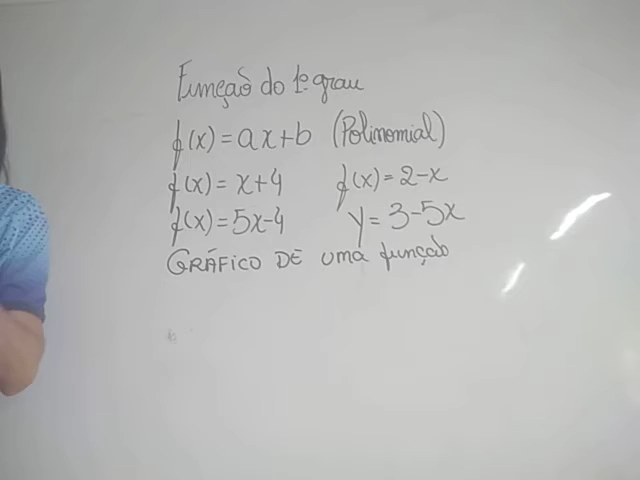 Função do 1º grau
f(x) = ax+b (Polinomial)
f(x) = x+4 f(x) = 2-x
f(x) = 5x-4 y = 3-5x
GRÁFICO DE uma função